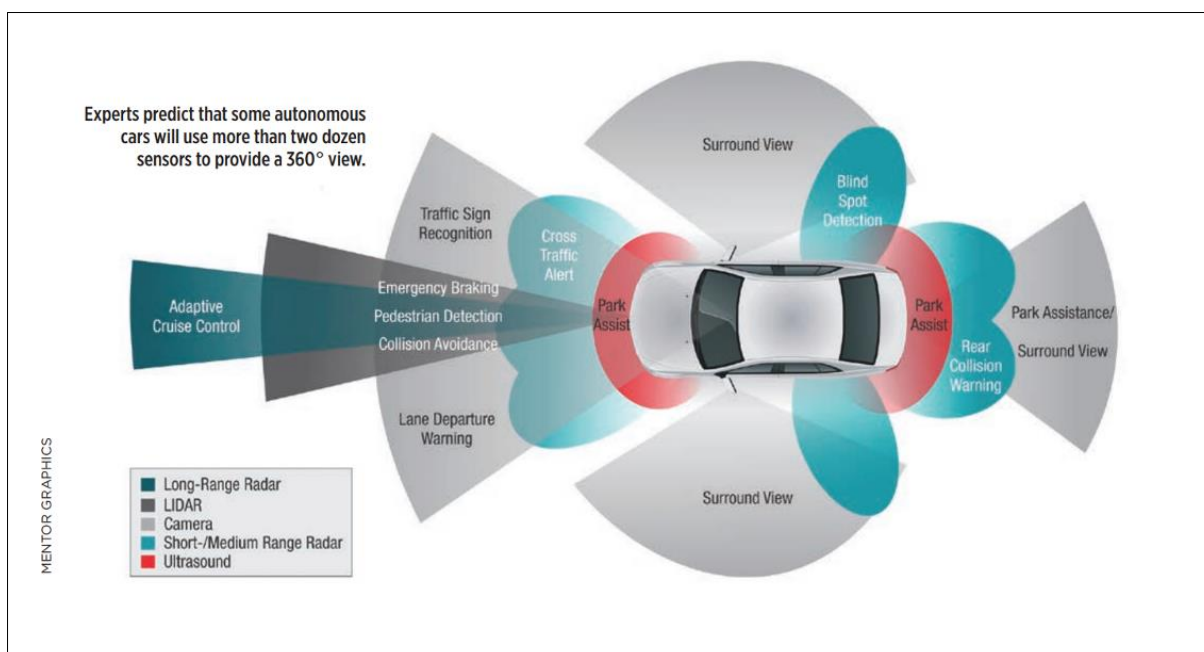 Experts predict that some autonomous
cars will use more than two dozen
sensors to provide a 360° view.
Surround View
Blind
Spot
Detection
Traffic Sign
Recognition
Cross
Traffic
Alert
Emergency Braking
Adaptive
Cruise Control
Pedestrian Detection
Collision Avoidance
Park
Assist
Park
Assist
Park Assistance/
Surround View
Rear
Collision
Warning
Lane Departure
Warning
Surround View
Long-Range Radar
LIDAR
Camera
Short-/Medium Range Radar
Ultrasound
MENTOR GRAPHICS